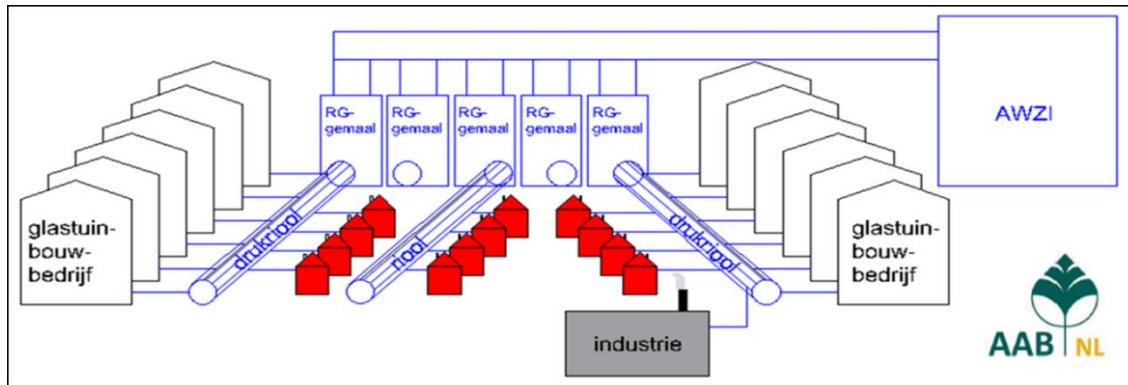 RG-
gemaal
RG-
gemaal
RG-
gemaal
RG-
gemaal
RG-
gemaal
AWZI
glastuin-
bouw-
bedrijf
drukriool
riool
drukriool
glastuin-
bouw-
bedrijf
industrie
AAB NL